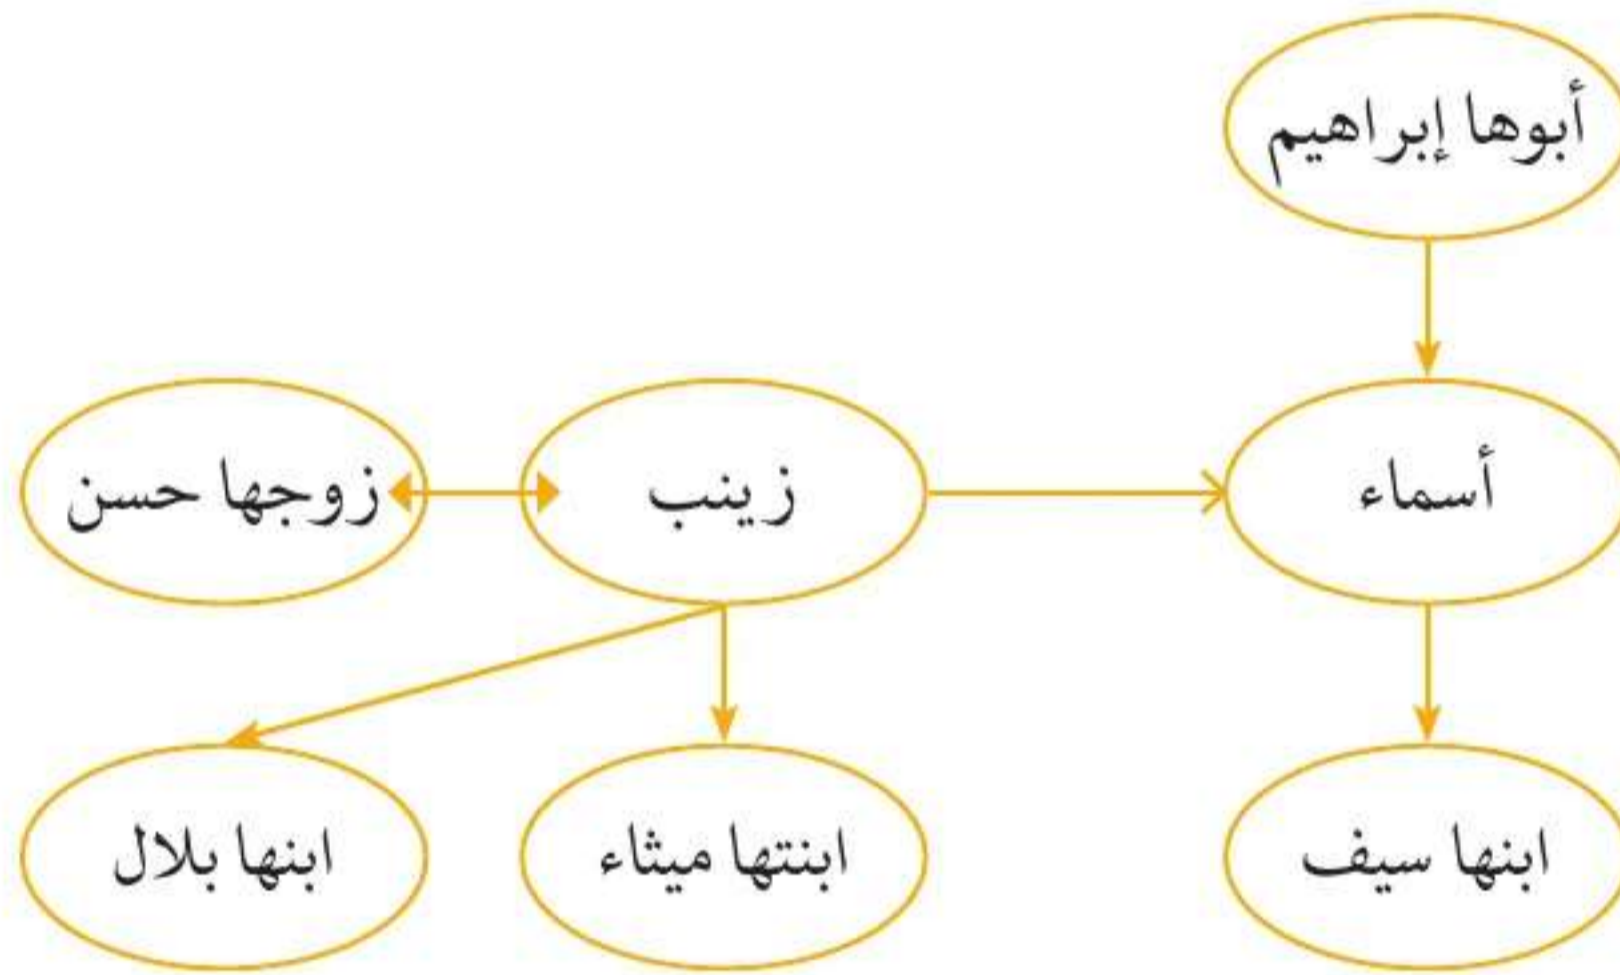 أبوها إبراهيم
أسماء
زينب
زوجها حسن
ابنها سيف
ابنتها ميثاء
ابنها بلال